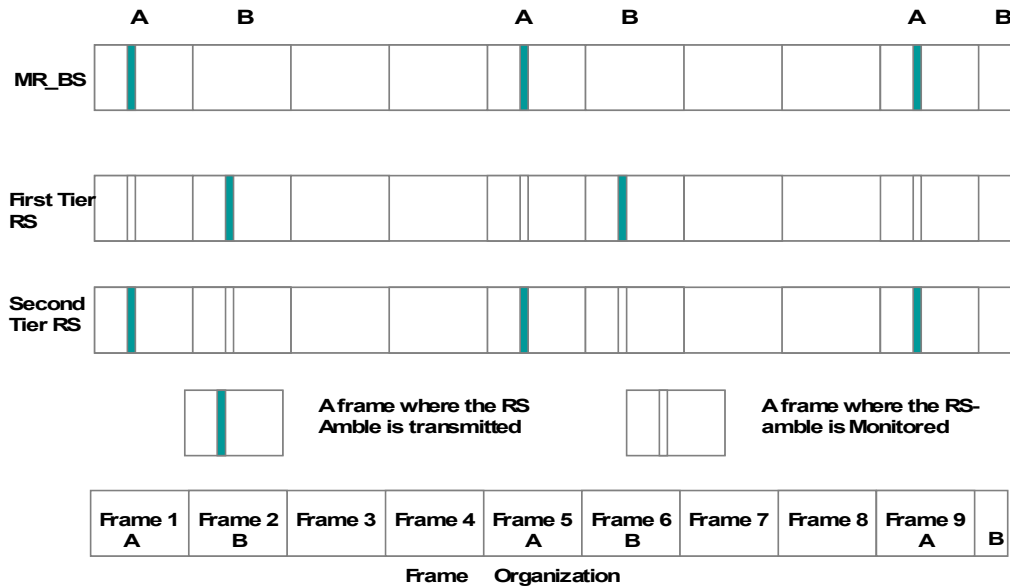 A B A B A B
MR_BS
First Tier
RS
Second
Tier RS
A frame where the RS
Amble is transmitted
A frame where the RS-
amble is Monitored
Frame 1 Frame 2 Frame 3 Frame 4 Frame 5 Frame 6 Frame 7 Frame 8 Frame 9
A B A B A B
Frame Organization